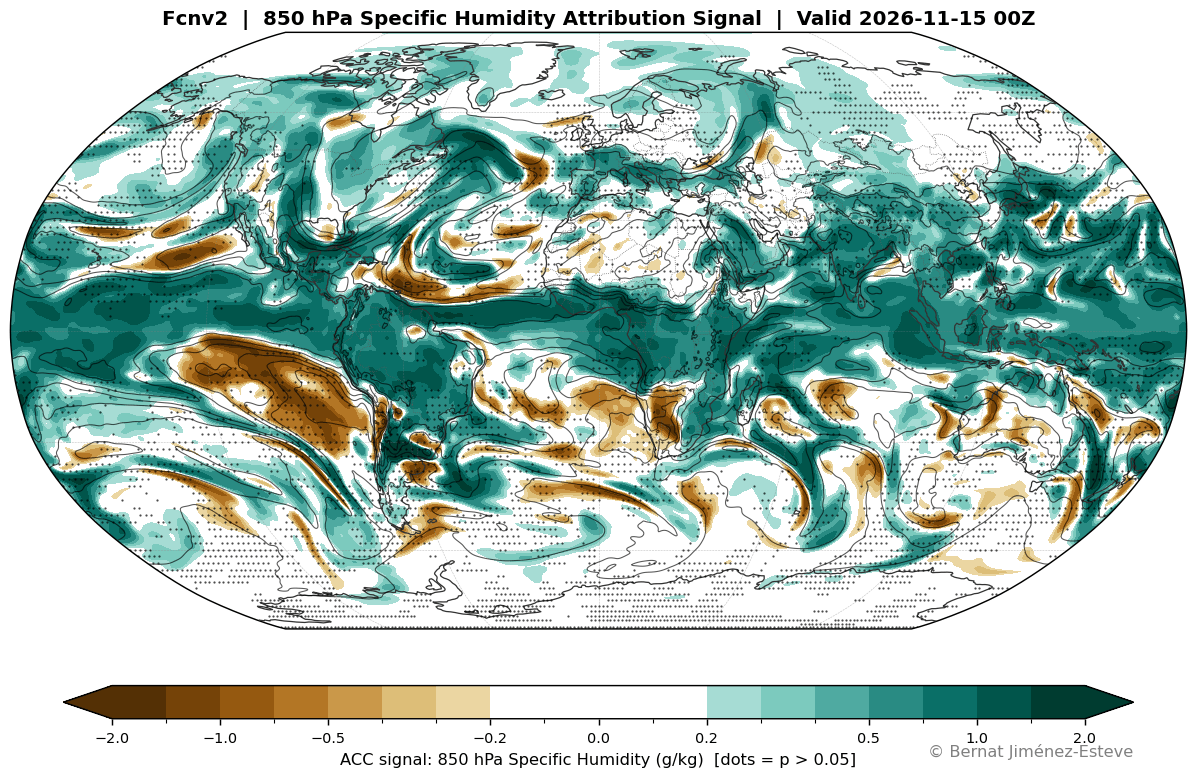 Fcnv2 | 850 hPa Specific Humidity Attribution Signal | Valid 2026-11-15 00Z
−2.0 −1.0 −0.5 −0.2 0.0 0.2 0.5 1.0 2.0
ACC signal: 850 hPa Specific Humidity (g/kg) [dots = p > 0.05]
© Bernat Jiménez-Esteve